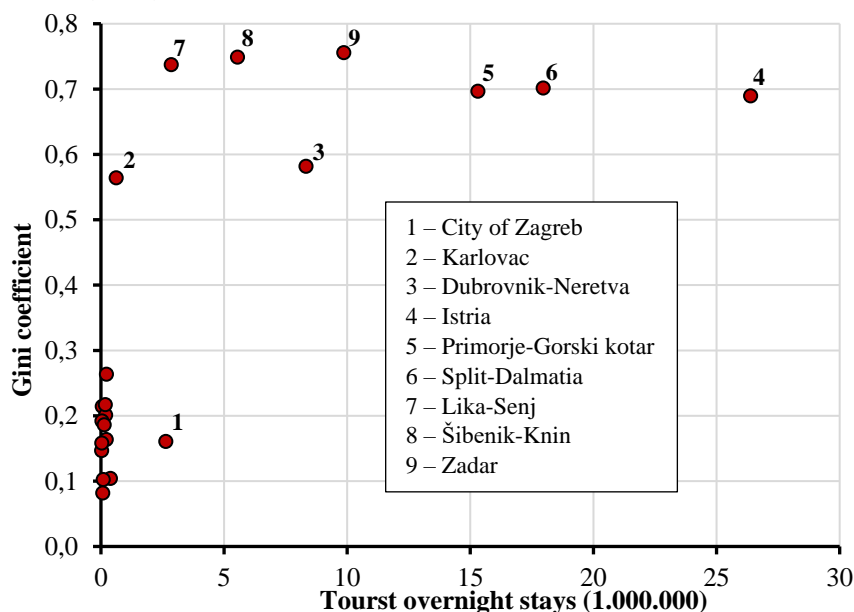 0,8
0,7
0,6
0,5
0,4
0,3
0,2
0,1
0,0
Gini coefficient
7
8
9
5
6
4
2
3
1
1 – City of Zagreb
2 – Karlovac
3 – Dubrovnik-Neretva
4 – Istria
5 – Primorje-Gorski kotar
6 – Split-Dalmatia
7 – Lika-Senj
8 – Šibenik-Knin
9 – Zadar
0 5 10 15 20 25 30
Tourst overnight stays (1.000.000)